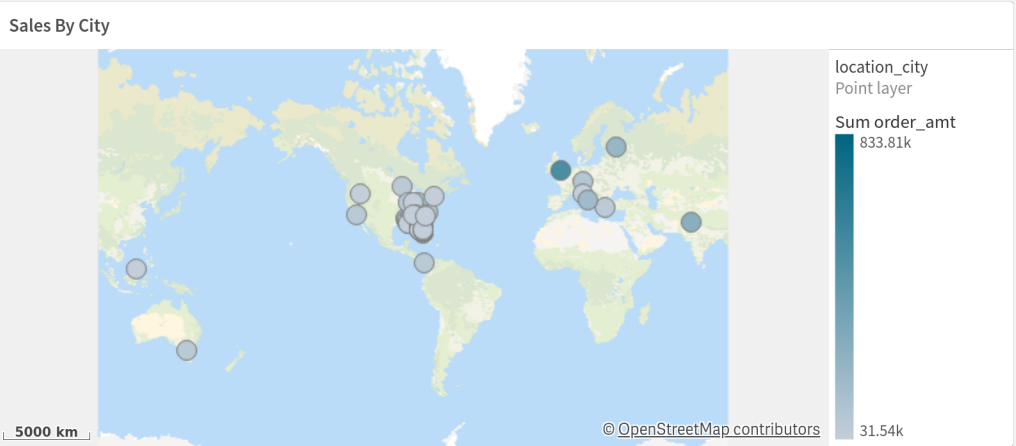 Sales By City
location_city
Point layer
Sum order_amt
833.81k
31.54k
5000 km
© OpenStreetMap contributors